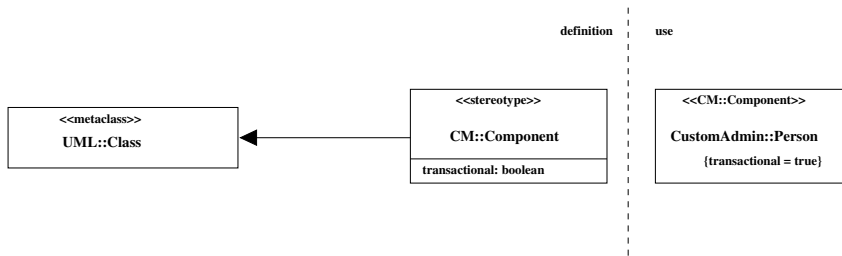 definition
use
<<metaclass>>
UML::Class
<<stereotype>>
CM::Component
transactional: boolean
<<CM::Component>>
CustomAdmin::Person
{transactional = true}